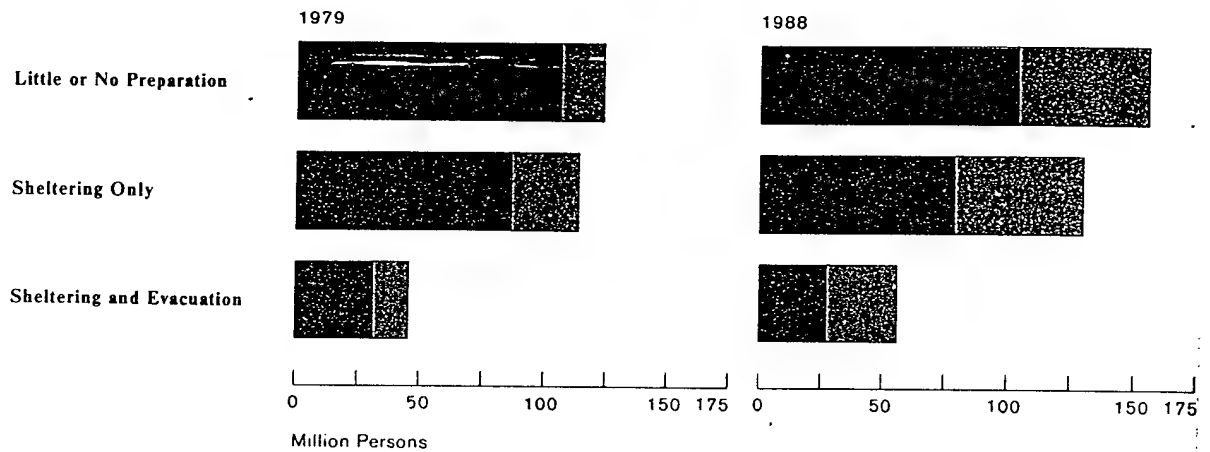 1979
1988
Little or No Preparation
Sheltering Only
Sheltering and Evacuation
0 50 100 150 175
0 50 100 150 175
Million Persons